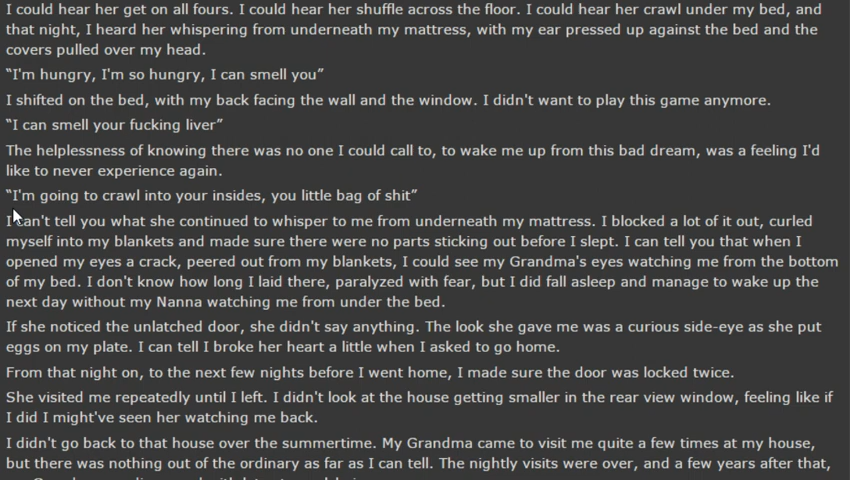 I could hear her get on all fours. I could hear her shuffle across the floor. I could hear her crawl under my bed, and
that night, I heard her whispering from underneath my mattress, with my ear pressed up against the bed and the
covers pulled over my head.
“I'm hungry, I'm so hungry, I can smell you”
I shifted on the bed, with my back facing the wall and the window. I didn't want to play this game anymore.
“I can smell your fucking liver”
The helplessness of knowing there was no one I could call to, to wake me up from this bad dream, was a feeling I'd
like to never experience again.
“I'm going to crawl into your insides, you little bag of shit”
I can't tell you what she continued to whisper to me from underneath my mattress. I blocked a lot of it out, curled
myself into my blankets and made sure there were no parts sticking out before I slept. I can tell you that when I
opened my eyes a crack, peered out from my blankets, I could see my Grandma's eyes watching me from the bottom
of my bed. I don't know how long I laid there, paralyzed with fear, but I did fall asleep and manage to wake up the
next day without my Nanna watching me from under the bed.
If she noticed the unlatched door, she didn't say anything. The look she gave me was a curious side-eye as she put
eggs on my plate. I can tell I broke her heart a little when I asked to go home.
From that night on, to the next few nights before I went home, I made sure the door was locked twice.
She visited me repeatedly until I left. I didn't look at the house getting smaller in the rear view window, feeling like if
I did I might've seen her watching me back.
I didn't go back to that house over the summertime. My Grandma came to visit me quite a few times at my house,
but there was nothing out of the ordinary as far as I can tell. The nightly visits were over, and a few years after that,